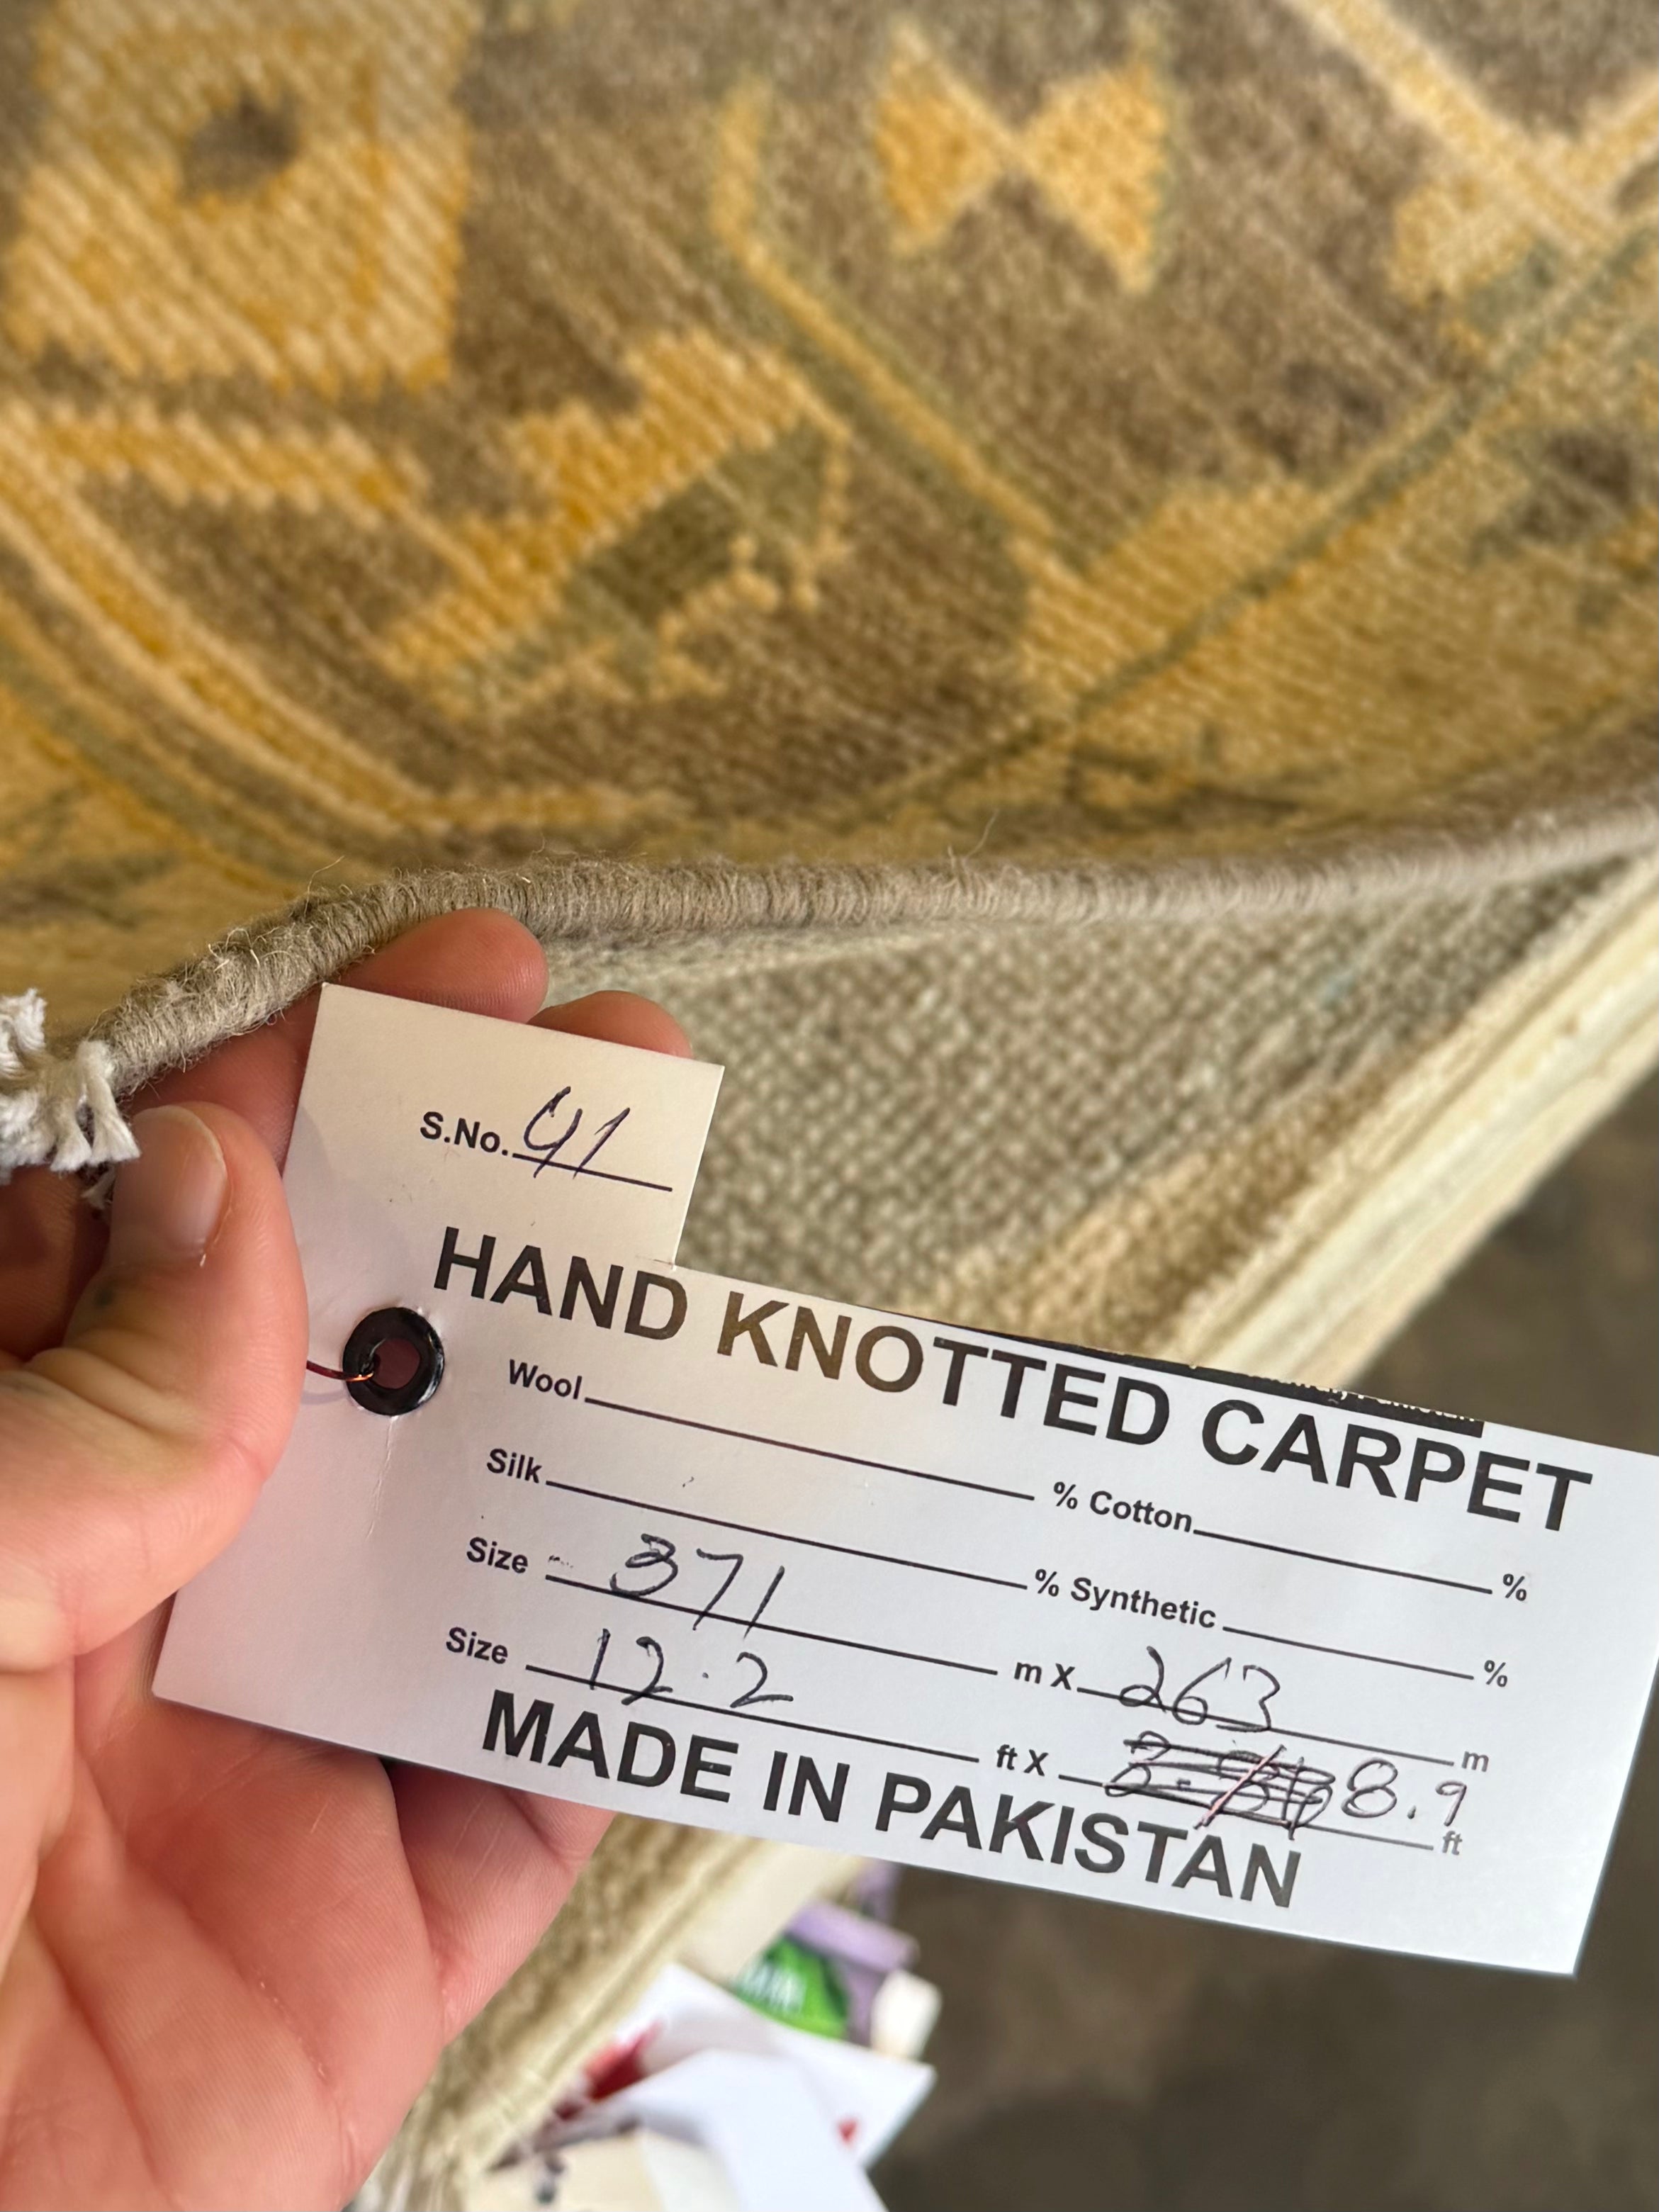 S.No. 41
HAND KNOTTED CARPET
Wool % Cotton %
Silk % Synthetic %
Size 371 m X 263 m
Size 12.2 ft X 8.9 ft
MADE IN PAKISTAN